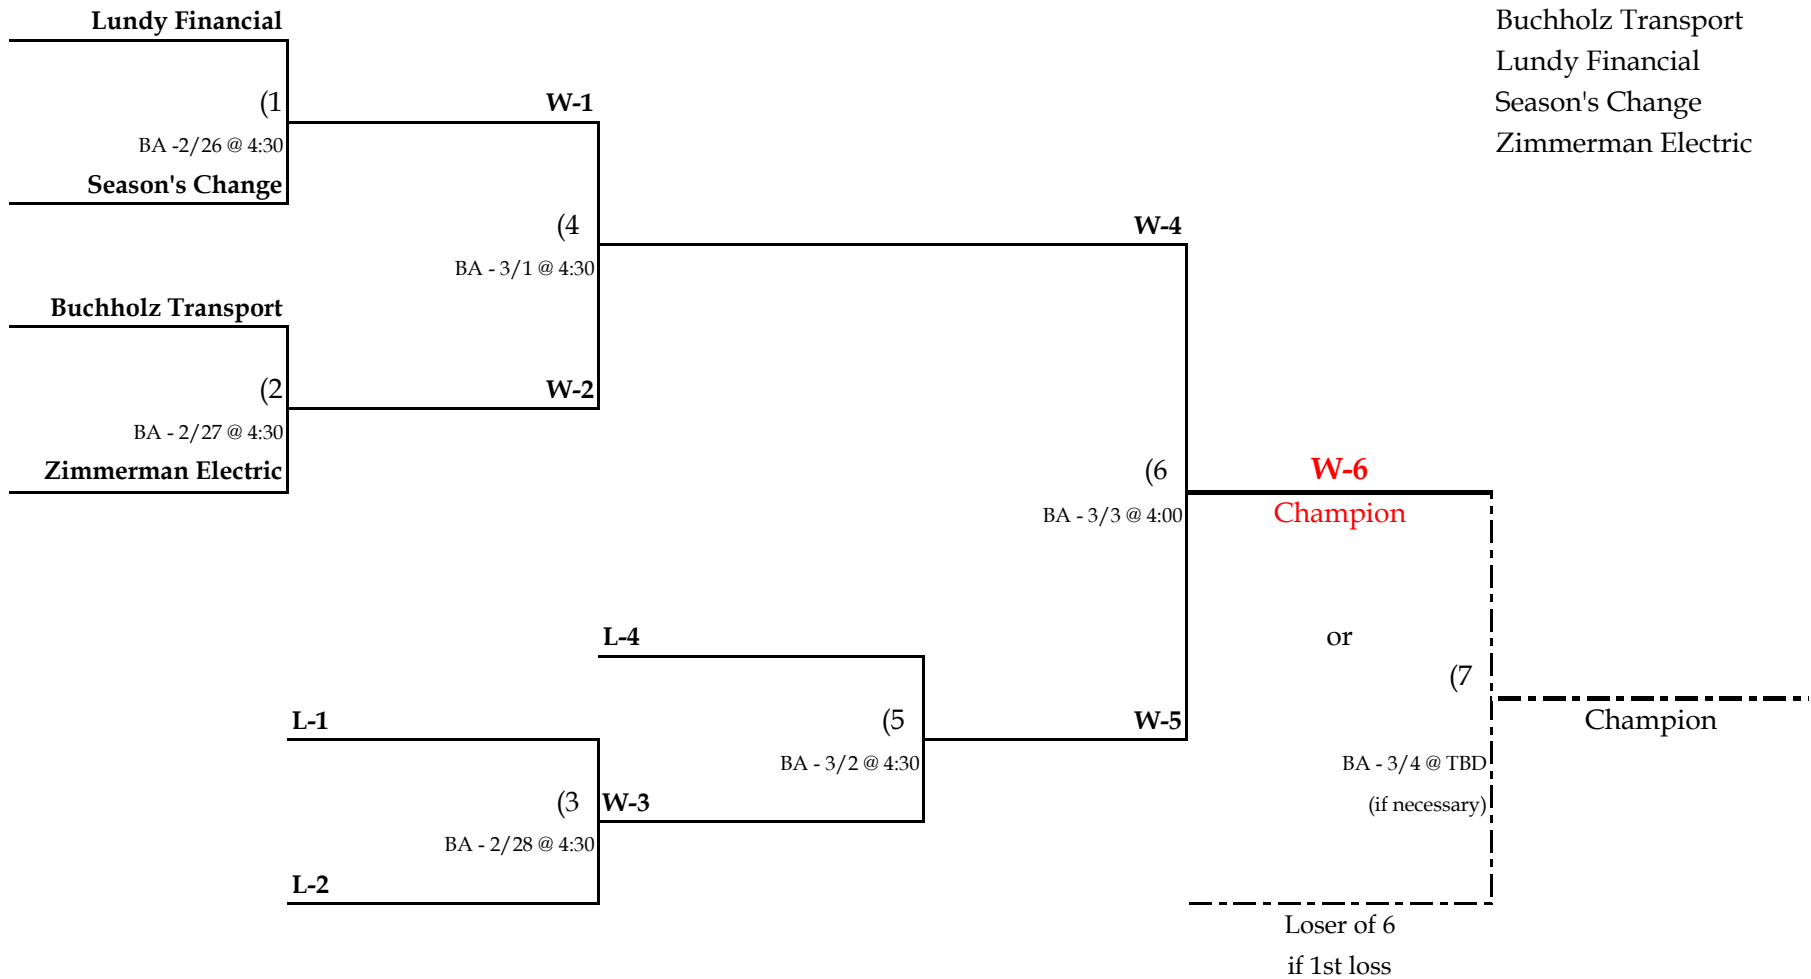 Lundy Financial
Buchholz Transport
Lundy Financial
(1
W-1
Season's Change
BA -2/26 @ 4:30
Zimmerman Electric
Season's Change
(4
W-4
BA - 3/1 @ 4:30
Buchholz Transport
(2
W-2
BA - 2/27 @ 4:30
Zimmerman Electric
(6
W-6
BA - 3/3 @ 4:00
Champion
L-4
or
(7
L-1
(5
W-5
Champion
BA - 3/2 @ 4:30
BA - 3/4 @ TBD
(3
W-3
(if necessary)
BA - 2/28 @ 4:30
L-2
Loser of 6
if 1st loss